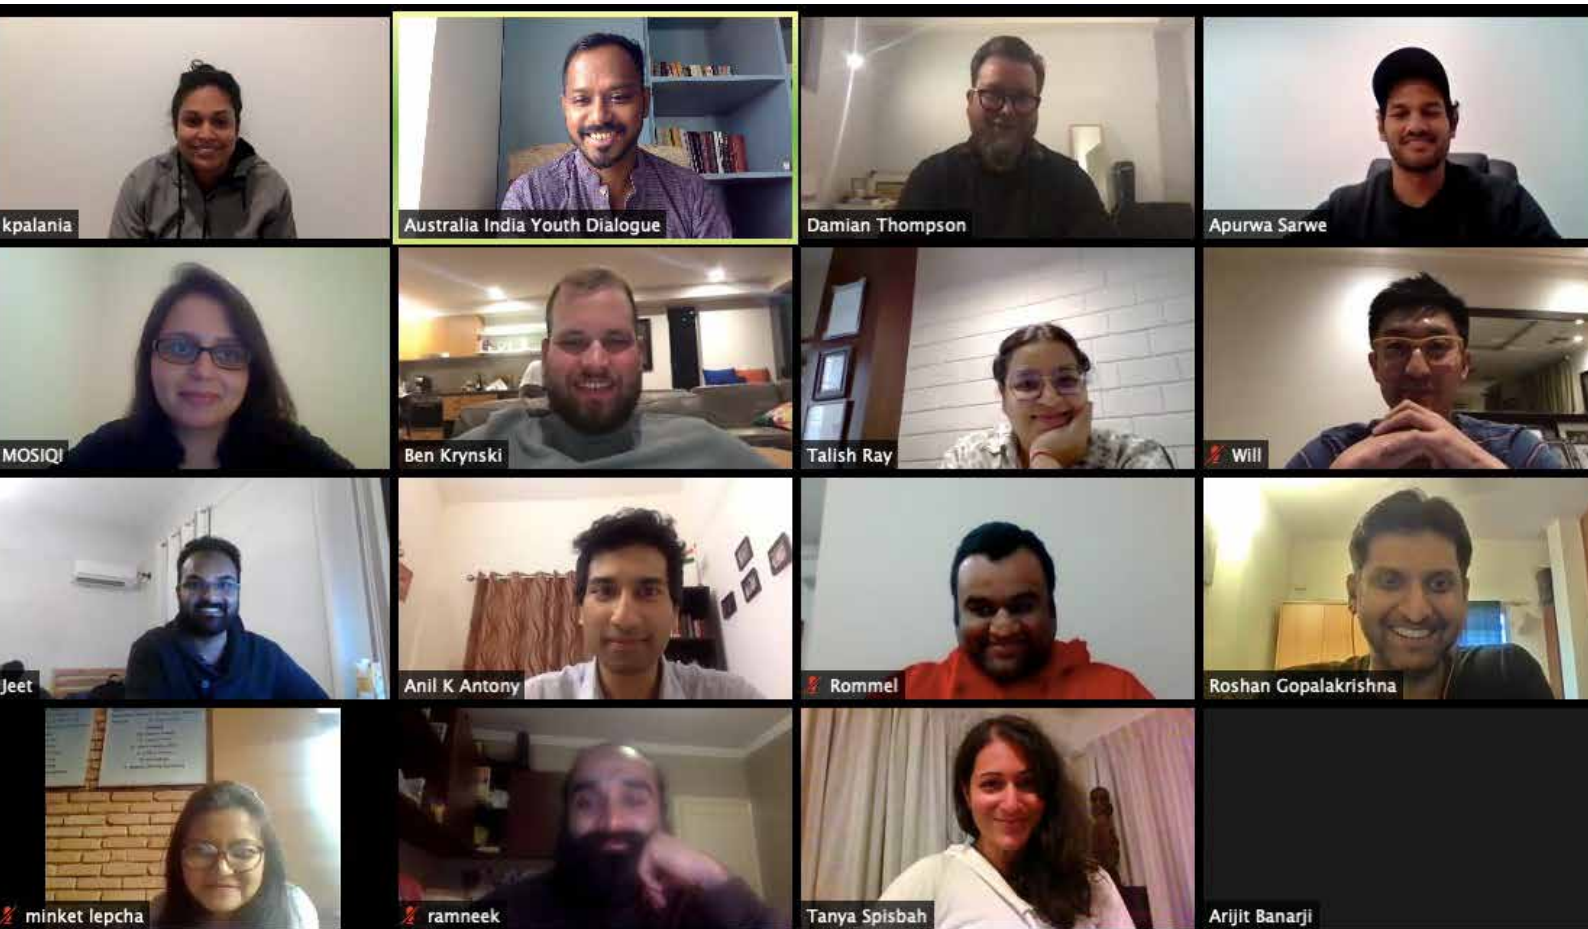 kpalania
Australia India Youth Dialogue
Damian Thompson
Apurwa Sarwe
MOSIQI
Ben Krynski
Talish Ray
Will
Jeet
Anil K Antony
Rommel
Roshan Gopalakrishna
minket lepcha
ramneek
Tanya Spisbah
Arijit Banarji